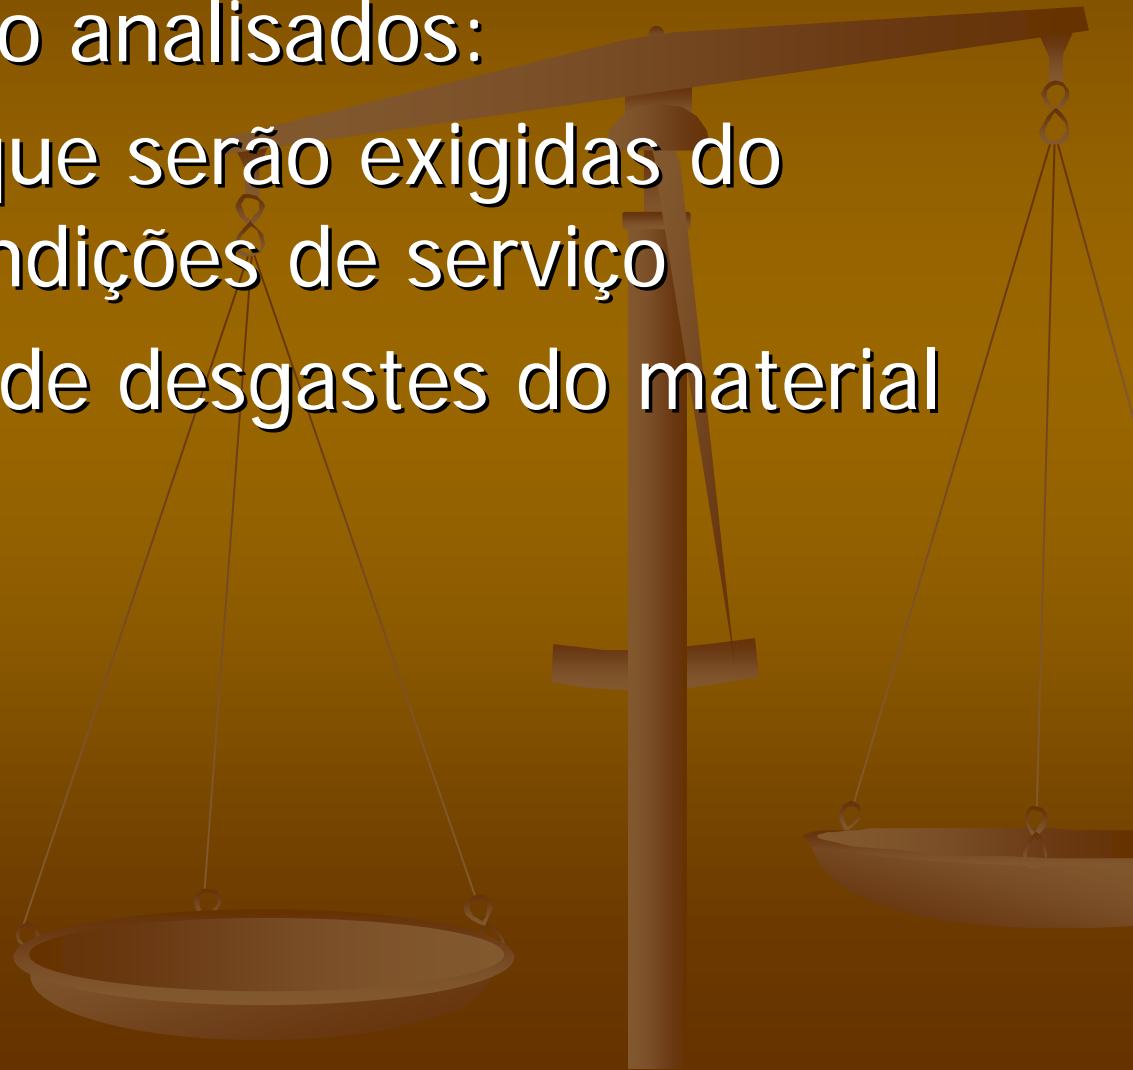 o analisados:
que serão exigidas do
ndições de serviço
de desgastes do material